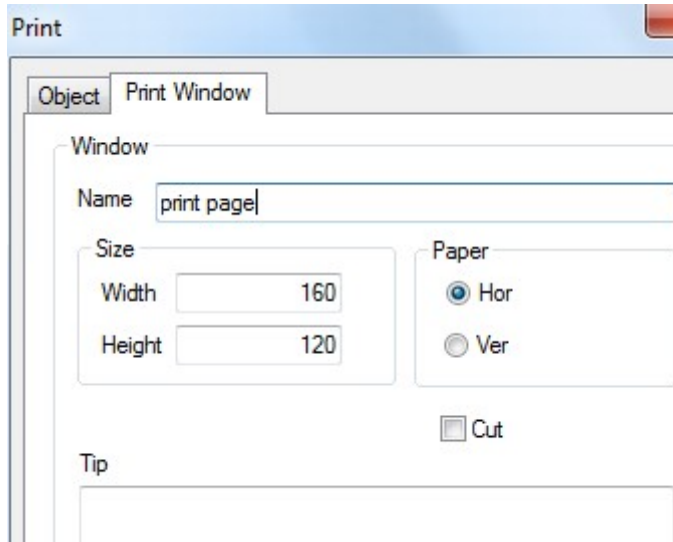 Print
Object Print Window
Window
Name print page
Size Paper
Width 160 Hor
Height 120 Ver
Cut
Tip